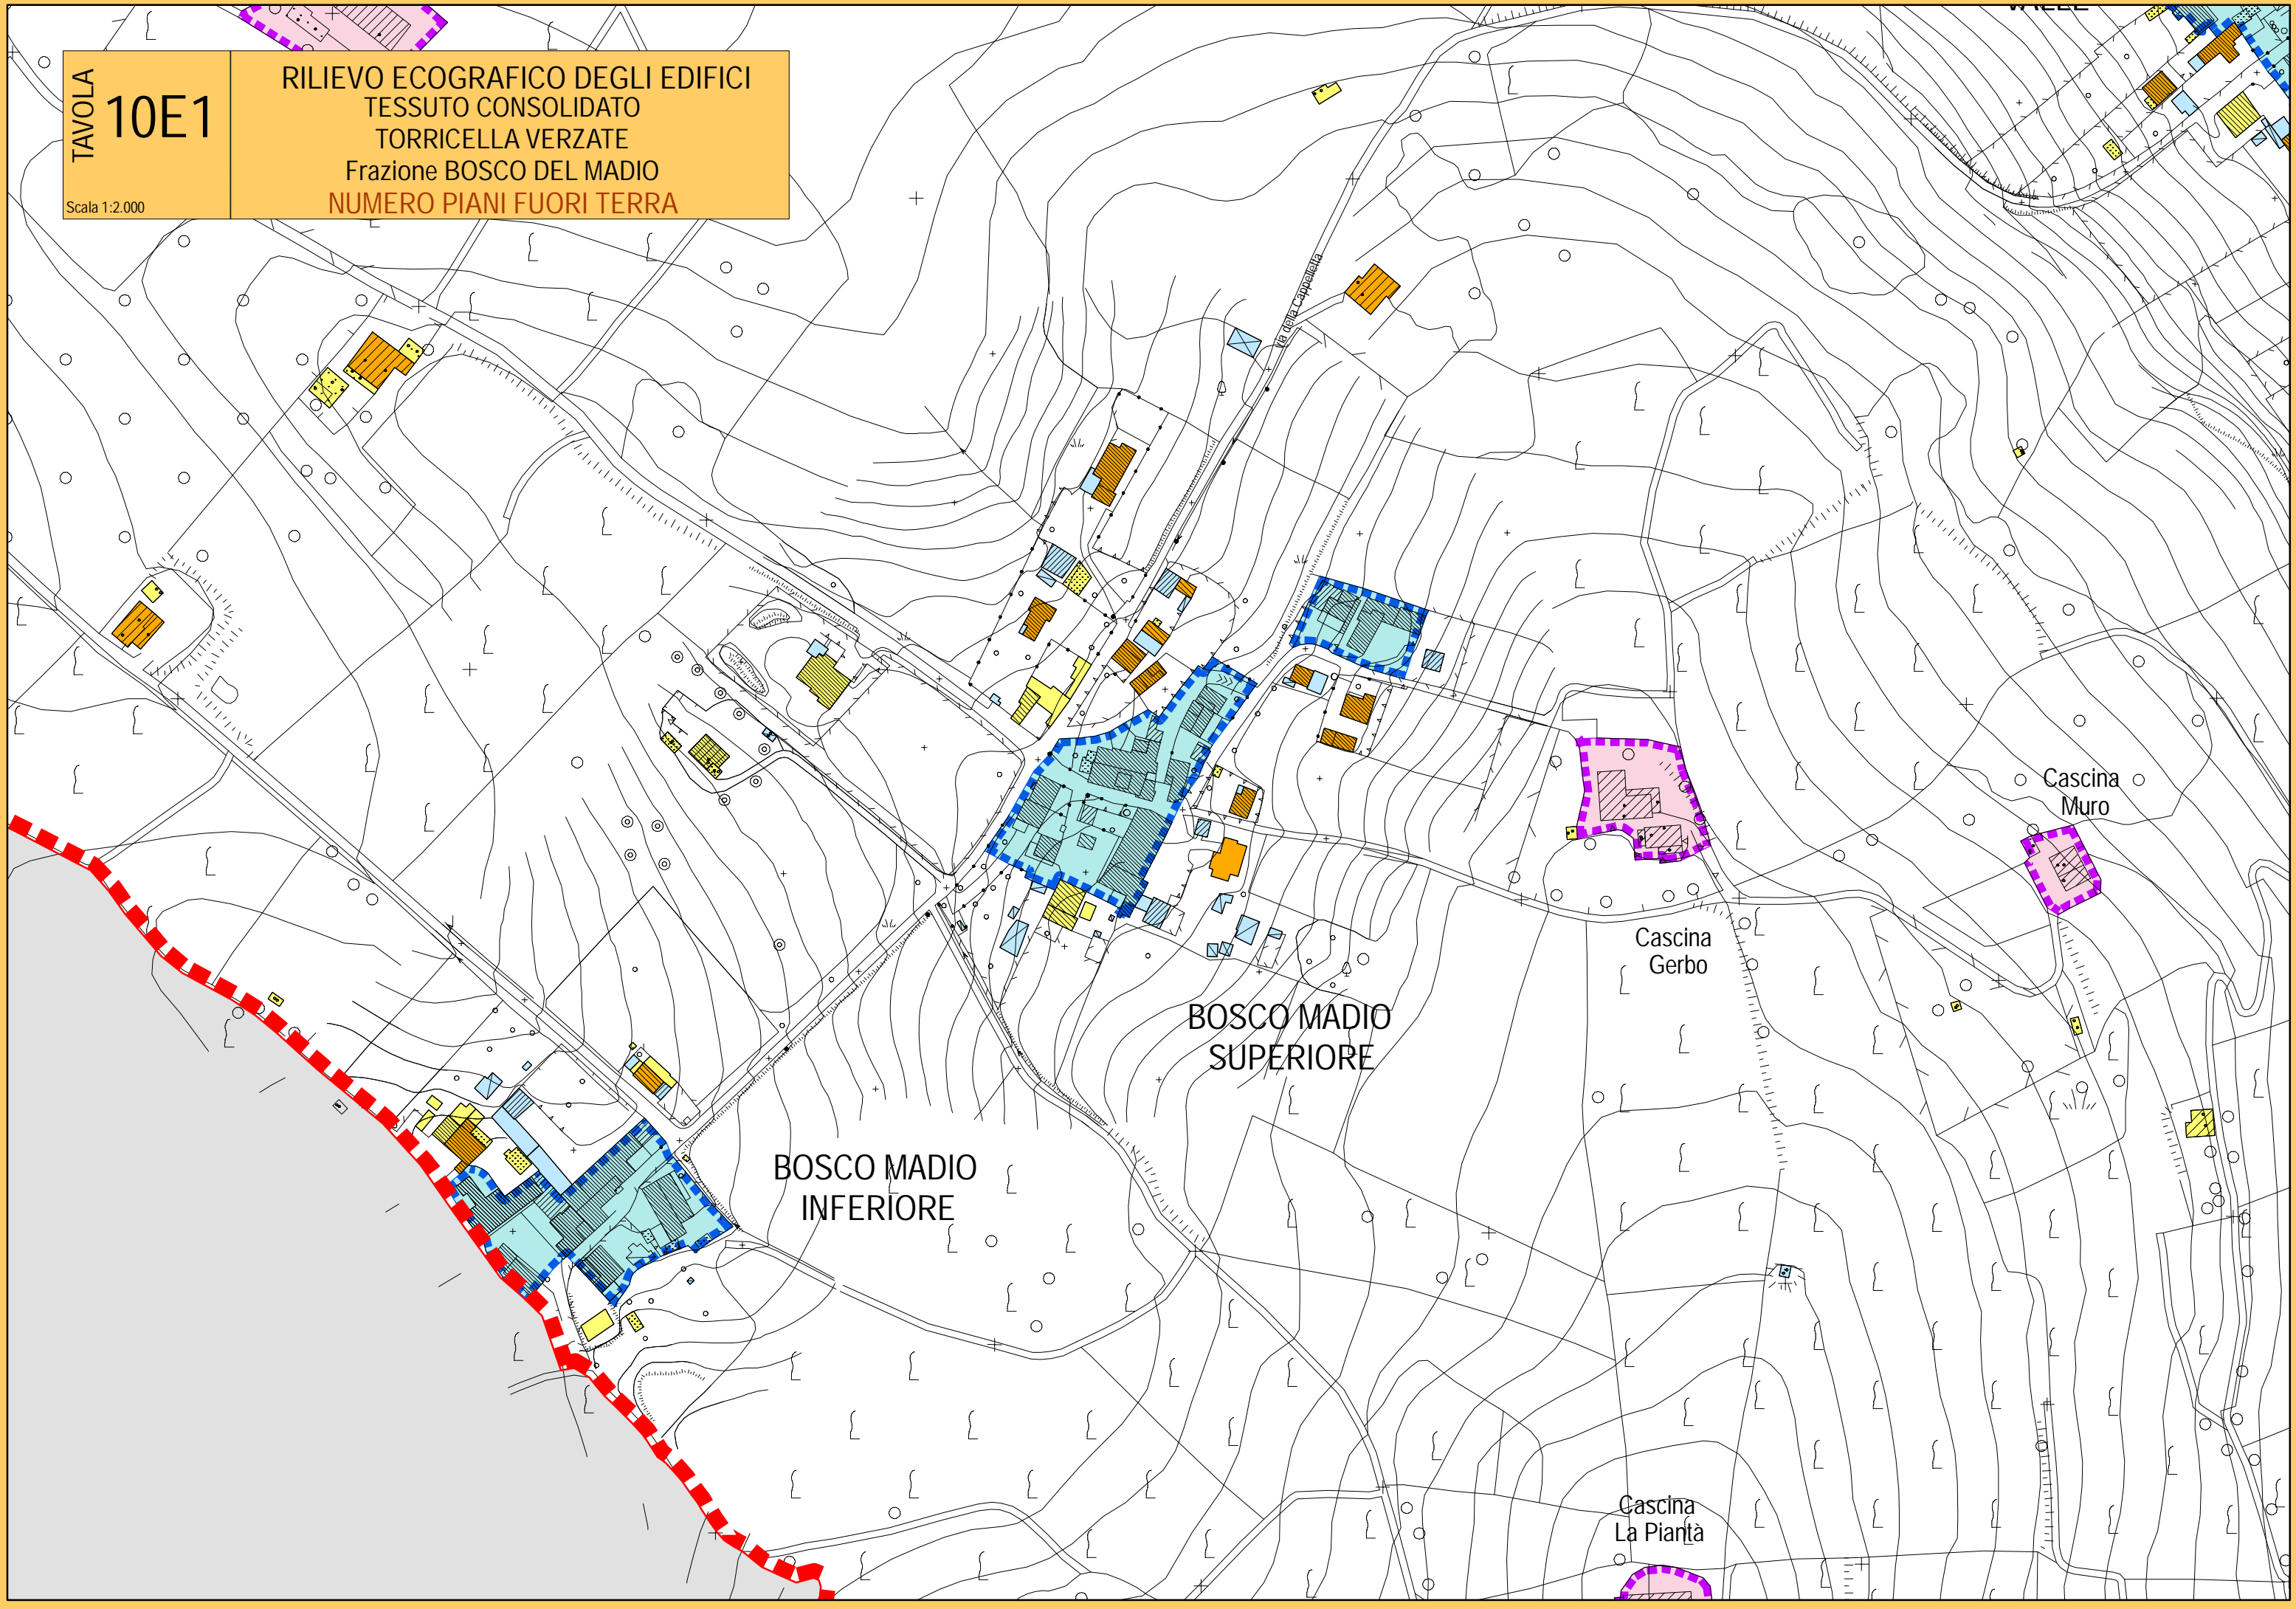 TAVOLA
10E1
Scala 1:2.000
RILIEVO ECOGRAFICO DEGLI EDIFICI
TESSUTO CONSOLIDATO
TORRICELLA VERZATE
Frazione BOSCO DEL MADIO
NUMERO PIANI FUORI TERRA
VALLE
Via della Cappelletta
Cascina
Muro
Cascina
Gerbo
BOSCO MADIO
SUPERIORE
BOSCO MADIO
INFERIORE
Cascina
La Piantà